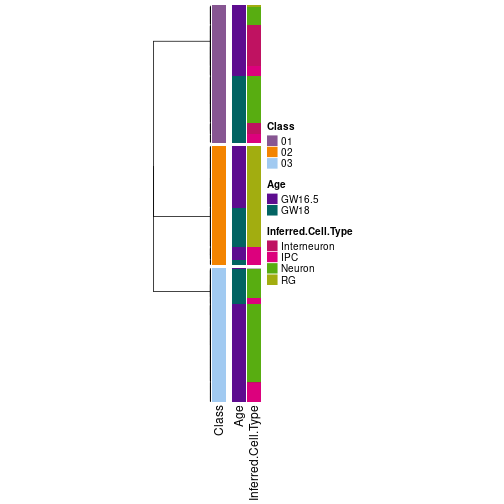 Class
01
02
03
Age
GW16.5
GW18
Inferred.Cell.Type
Interneuron
IPC
Neuron
RG
Class
Age
Inferred.Cell.Type